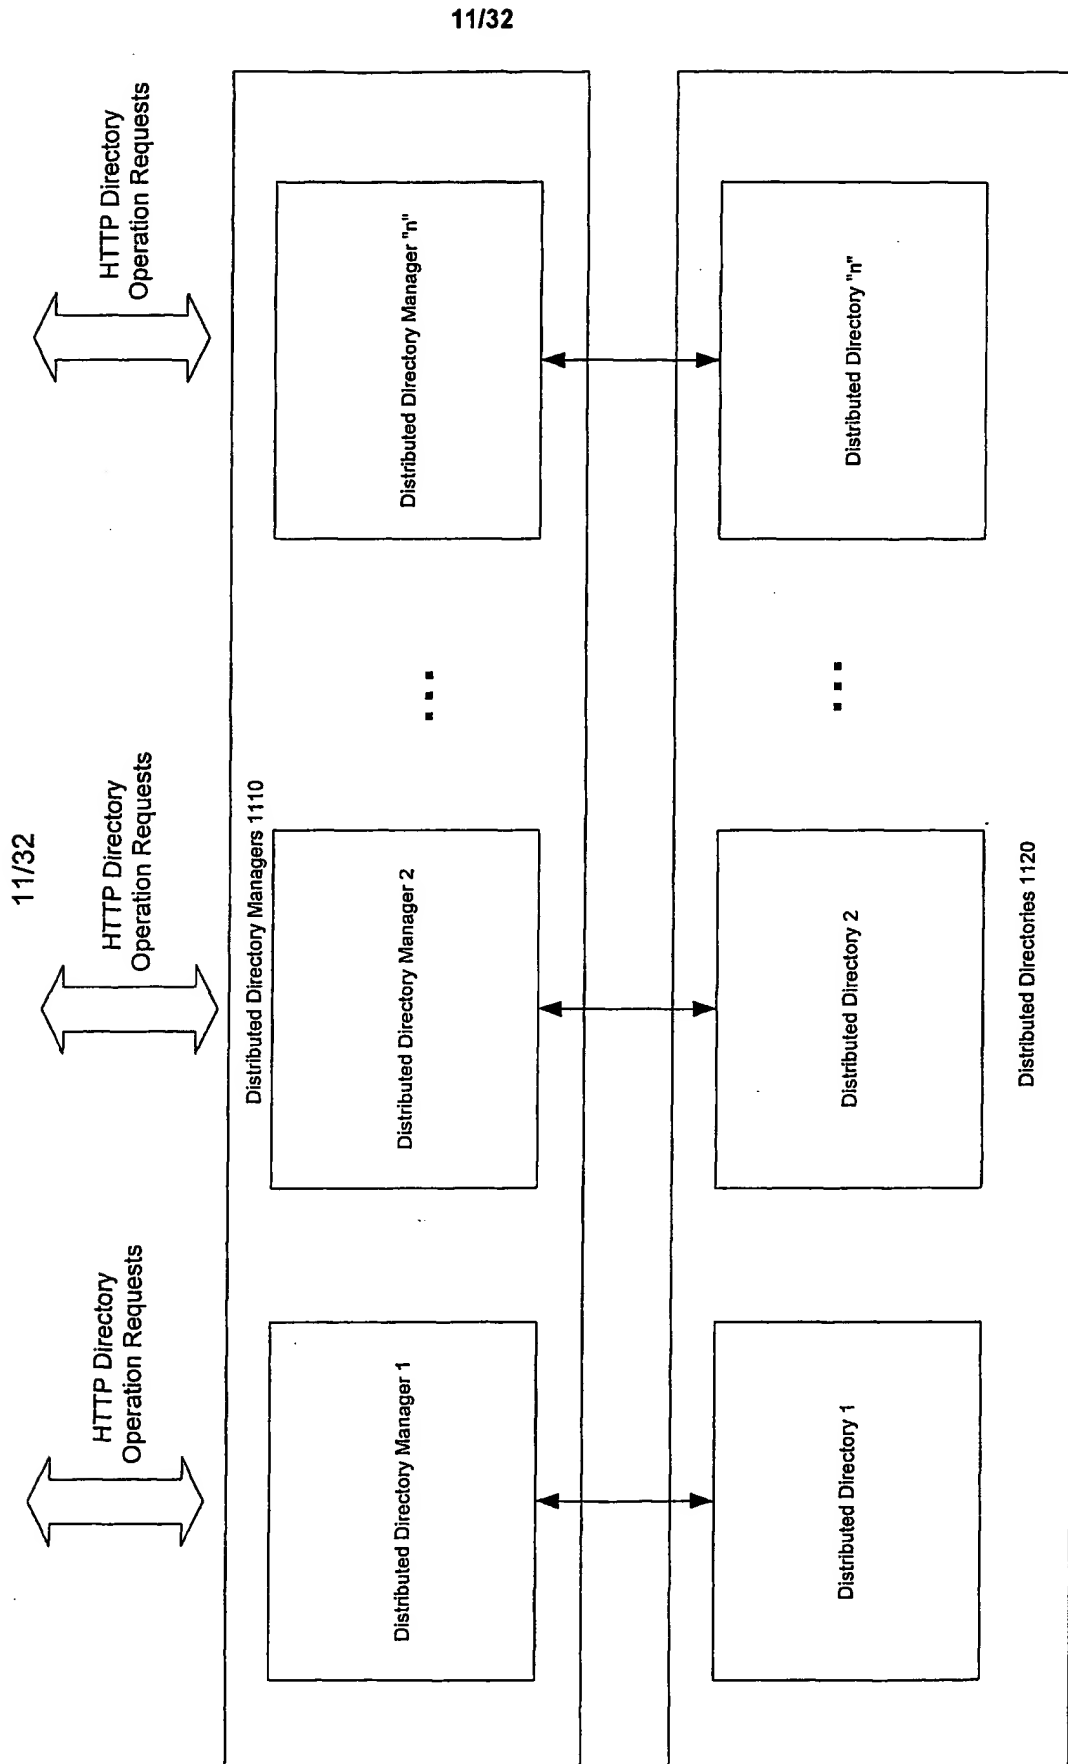 11/32
11/32
HTTP Directory
Operation Requests
HTTP Directory
Operation Requests
HTTP Directory
Operation Requests
Distributed Directory Managers 1110
Distributed Directory Manager 1
Distributed Directory Manager 2
...
Distributed Directory Manager "n"
Distributed Directory 1
Distributed Directory 2
...
Distributed Directory "n"
Distributed Directories 1120